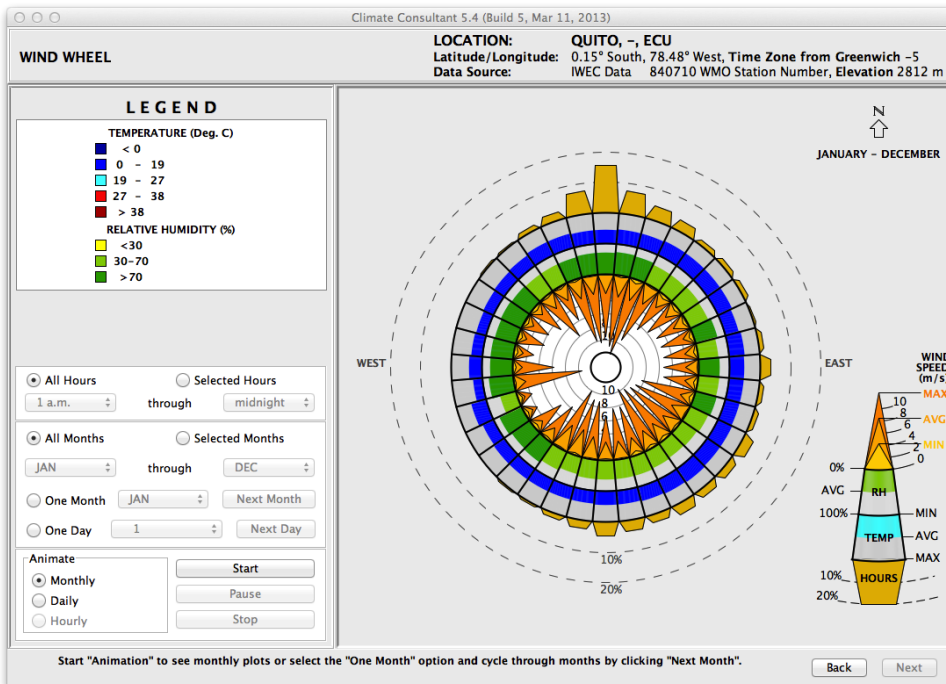 Climate Consultant 5.4 (Build 5, Mar 11, 2013)
WIND WHEEL
LOCATION: QUITO, -, ECU
Latitude/Longitude: 0.15° South, 78.48° West, Time Zone from Greenwich -5
Data Source: IWEC Data 840710 WMO Station Number, Elevation 2812 m
LEGEND
TEMPERATURE (Deg. C)
< 0
0 - 19
19 - 27
27 - 38
> 38
RELATIVE HUMIDITY (%)
<30
30-70
>70
All Hours
Selected Hours
1 a.m. through midnight
All Months
Selected Months
JAN through DEC
One Month JAN Next Month
One Day 1 Next Day
Animate
Monthly
Daily
Hourly
Start
Pause
Stop
N
JANUARY - DECEMBER
WEST
EAST
10
10
8
6
10%
20%
WIND
SPEED
(m/s)
MAX
10
8
AVG
6
4
MIN
2
0
0%
RH
AVG
100%
MIN
TEMP
AVG
MAX
HOURS
10%
20%
Start "Animation" to see monthly plots or select the "One Month" option and cycle through months by clicking "Next Month".
Back
Next